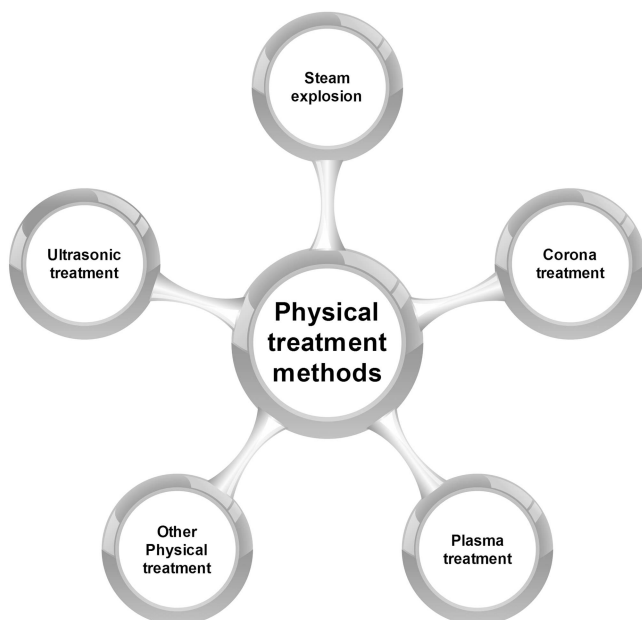 Steam
explosion
Ultrasonic
treatment
Corona
treatment
Physical
treatment
methods
Other
Physical
treatment
Plasma
treatment